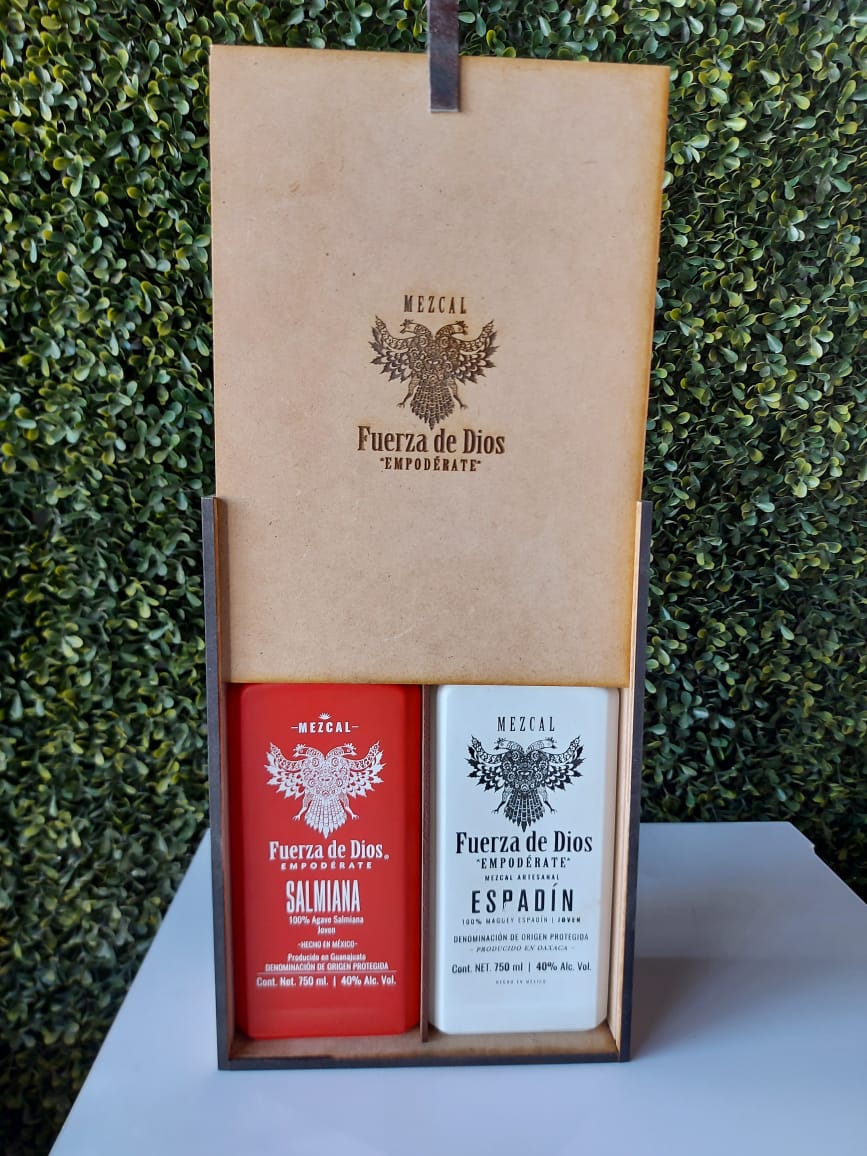 MEZCAL
Fuerza de Dios
"EMPODÉRATE"
-MEZCAL-
Fuerza de Dios®
EMPODÉRATE
SALMIANA
100% Agave Salmiana
Joven
-HECHO EN MÉXICO-
Producido en Guanajuato
DENOMINACIÓN DE ORIGEN PROTEGIDA
Cont. Net. 750 ml. | 40% Alc. Vol.
MEZCAL
Fuerza de Dios
"EMPODÉRATE"
MEZCAL ARTESANAL
ESPADÍN
100% MAGUEY ESPADÍN | JOVEN
DENOMINACIÓN DE ORIGEN PROTEGIDA
- PRODUCIDO EN OAXACA -
Cont. NET. 750 ml | 40% Alc. Vol.
HECHO EN MÉXICO